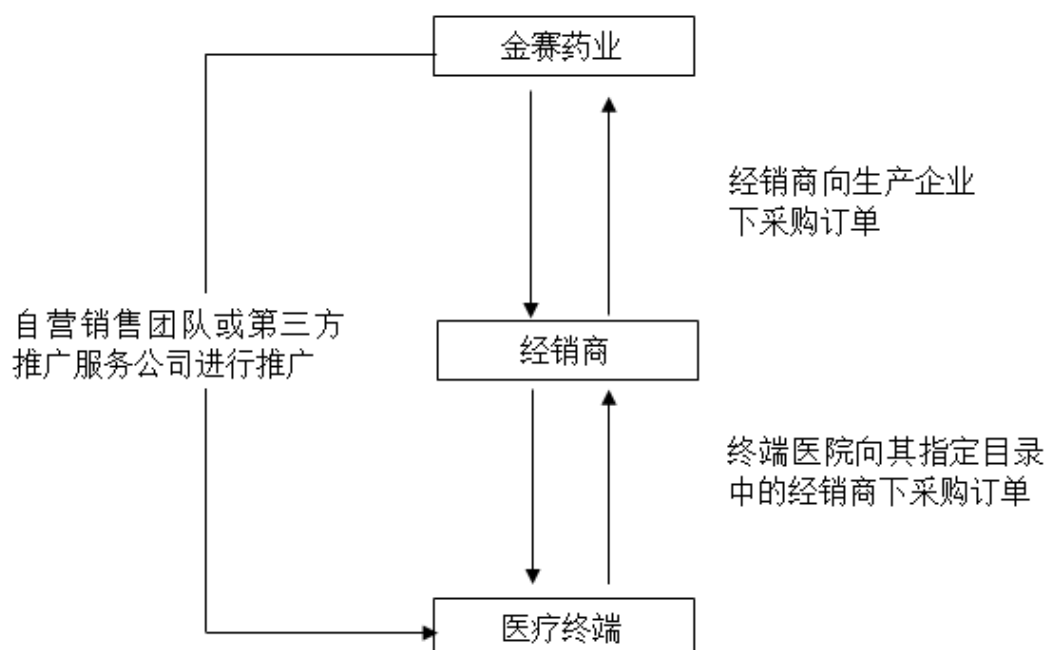 金赛药业
经销商向生产企业
下采购订单
自营销售团队或第三方
推广服务公司进行推广
经销商
终端医院向其指定目录
中的经销商下采购订单
医疗终端